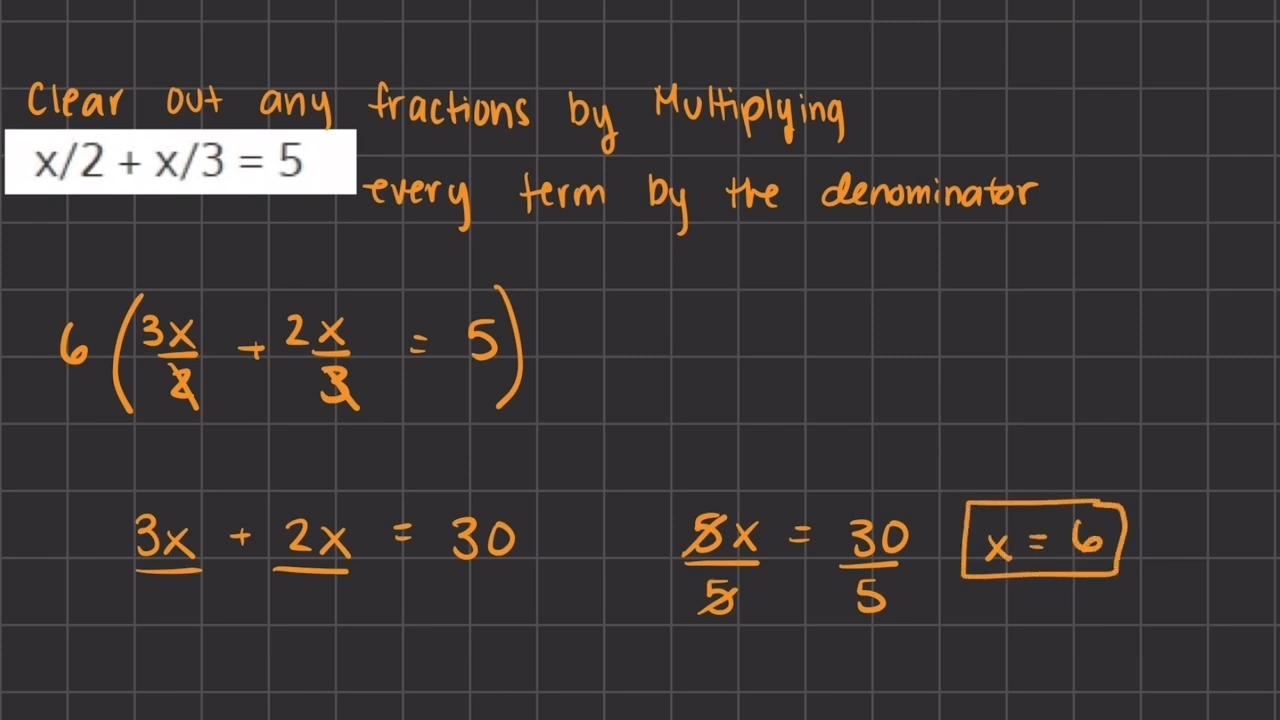 Clear out any fractions by Multiplying
x/2 + x/3 = 5
every term by the denominator
6 (3x/2 + 2x/3 = 5)
3x + 2x = 30
5x/5 = 30/5
x = 6